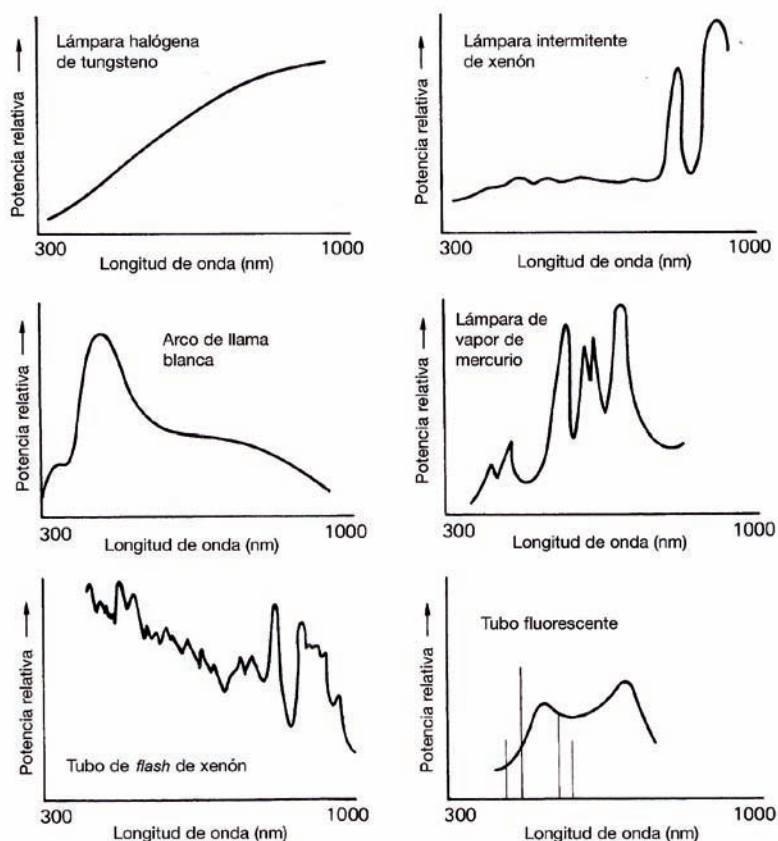 Potencia relativa
Lámpara halógena
de tungsteno
300
1000
Longitud de onda (nm)
Potencia relativa
Lámpara intermitente
de xenón
300
1000
Longitud de onda (nm)
Potencia relativa
Arco de llama
blanca
300
1000
Longitud de onda (nm)
Potencia relativa
Lámpara de
vapor de
mercurio
300
1000
Longitud de onda (nm)
Potencia relativa
Tubo de flash de xenón
300
1000
Longitud de onda (nm)
Potencia relativa
Tubo fluorescente
300
1000
Longitud de onda (nm)